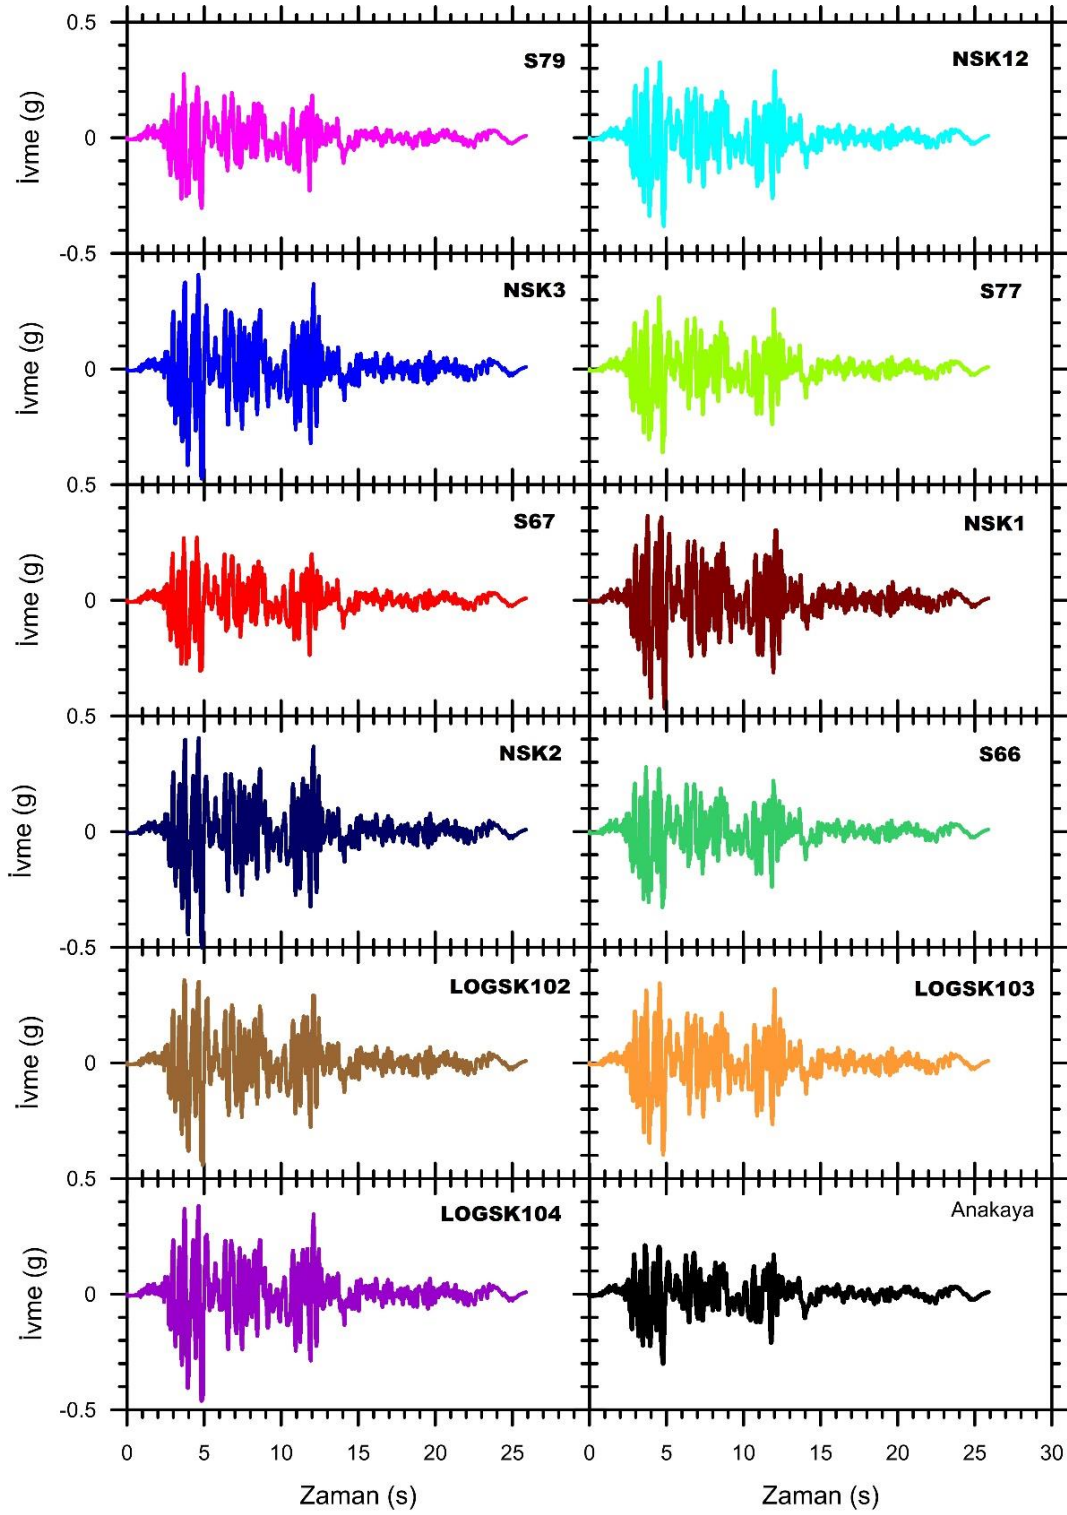 0.5
S79
NSK12
İvme (g)
0
-0.5
NSK3
S77
İvme (g)
0
0.5
S67
NSK1
İvme (g)
0
0.5
NSK2
S66
İvme (g)
0
-0.5
LOGSK102
LOGSK103
İvme (g)
0
0.5
LOGSK104
Anakaya
İvme (g)
0
-0.5
0 5 10 15 20 25 0 5 10 15 20 25 30
Zaman (s) Zaman (s)